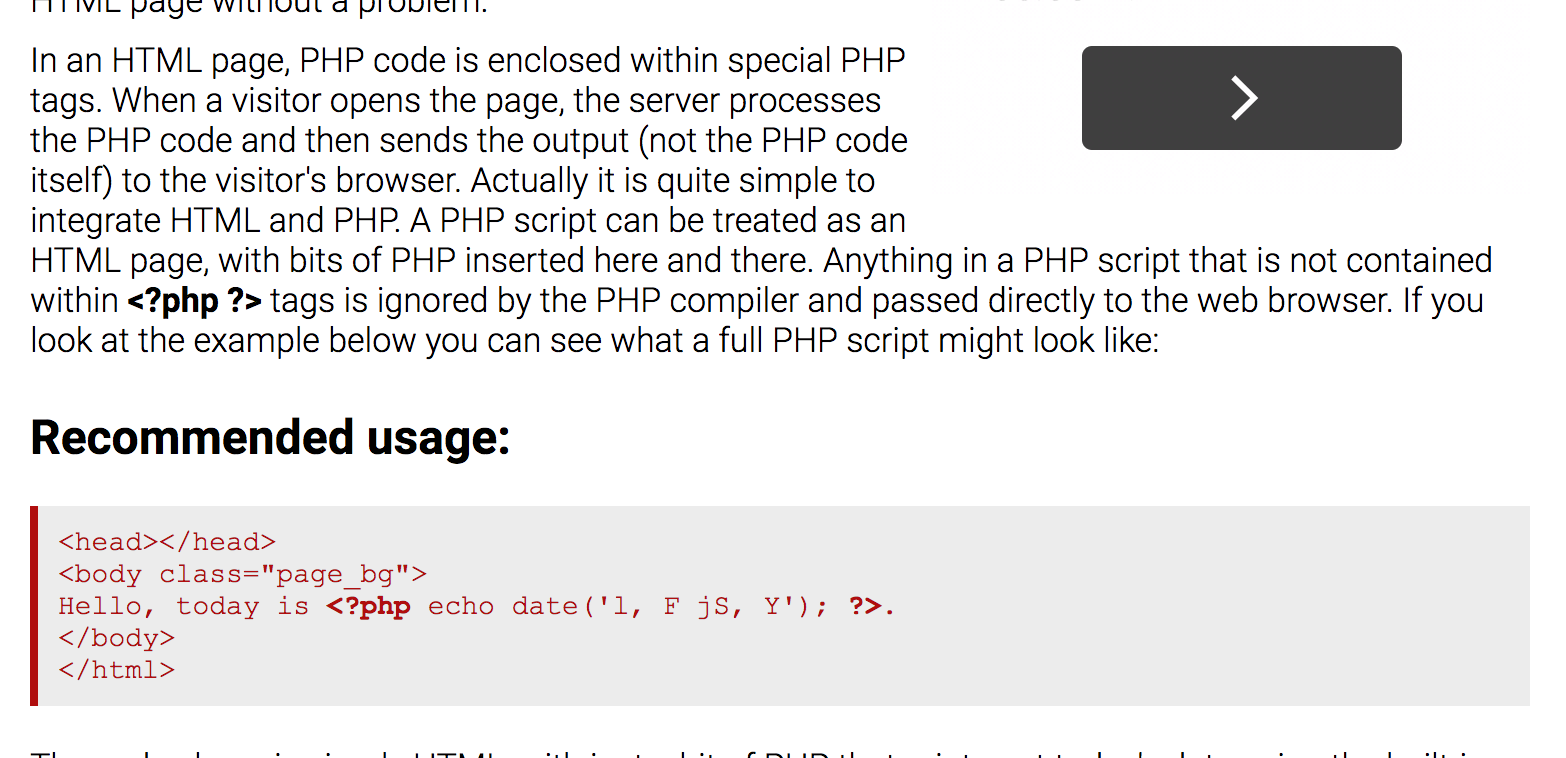 HTML page without a problem.
In an HTML page, PHP code is enclosed within special PHP
tags. When a visitor opens the page, the server processes
the PHP code and then sends the output (not the PHP code
itself) to the visitor's browser. Actually it is quite simple to
integrate HTML and PHP. A PHP script can be treated as an
HTML page, with bits of PHP inserted here and there. Anything in a PHP script that is not contained
within <?php ?> tags is ignored by the PHP compiler and passed directly to the web browser. If you
look at the example below you can see what a full PHP script might look like:
Recommended usage:
<head></head>
<body class="page_bg">
Hello, today is <?php echo date('l, F jS, Y'); ?>.
</body>
</html>